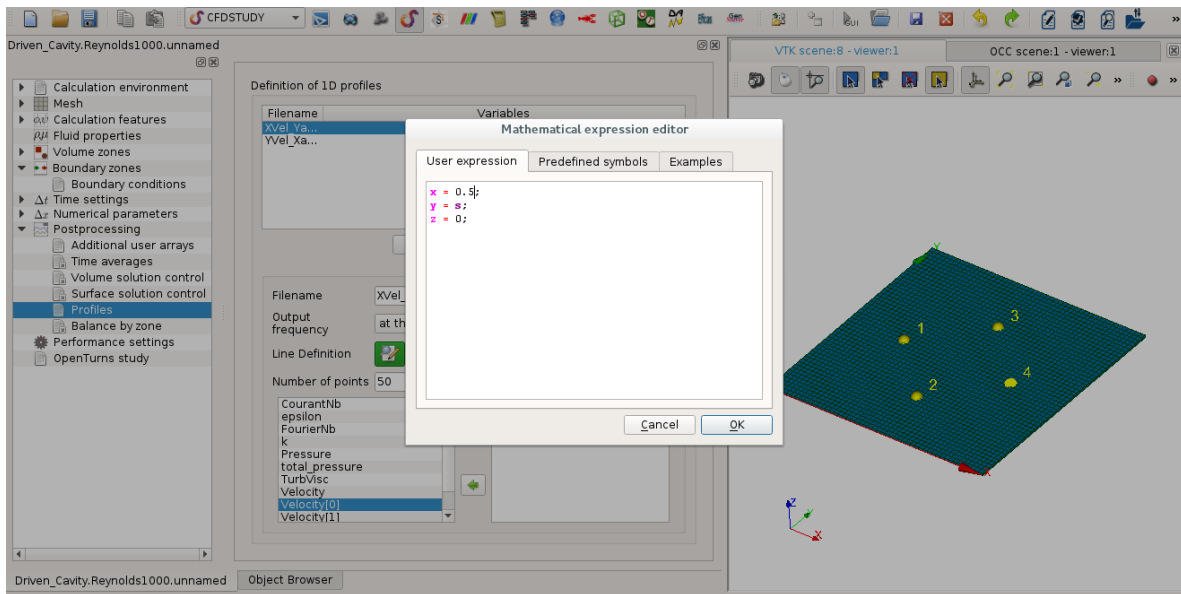 CFDSTUDY
»
Driven_Cavity.Reynolds1000.unnamed
Calculation environment
Mesh
Calculation features
Fluid properties
Volume zones
Boundary zones
Boundary conditions
Δt Time settings
Δx Numerical parameters
Postprocessing
Additional user arrays
Time averages
Volume solution control
Surface solution control
Profiles
Balance by zone
Performance settings
OpenTurns study
Definition of 1D profiles
Filename Variables
XVel_Ya...
YVel_Xa...
Filename XVel_
Output frequency at th
Line Definition
Number of points 50
CourantNb
epsilon
FourierNb
k
Pressure
total_pressure
TurbVisc
Velocity
Velocity[0]
Velocity[1]
Mathematical expression editor
User expression Predefined symbols Examples
x = 0.5;
y = s;
z = 0;
Cancel OK
VTK scene:8 - viewer:1 OCC scene:1 - viewer:1
» »
Y
1
3
2
4
X
Z
Y
X
Driven_Cavity.Reynolds1000.unnamed Object Browser